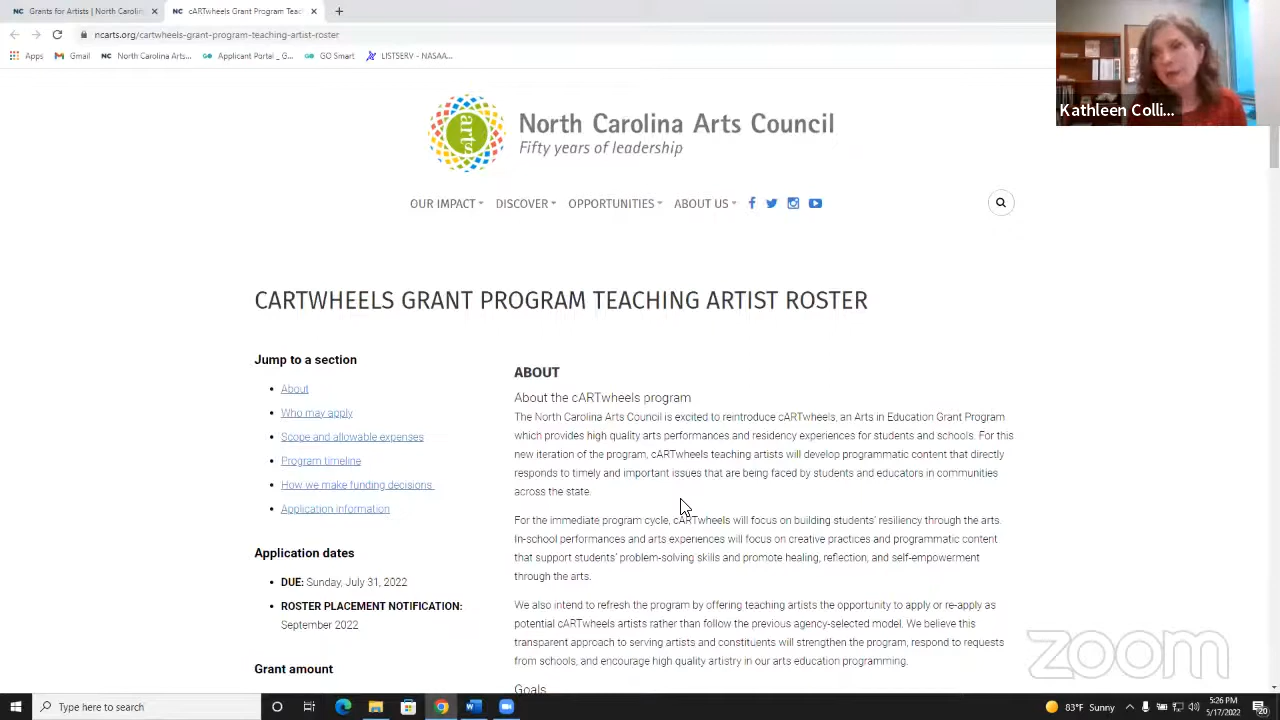 Grants for Artists | North Carolin
cARTwheels Grant Program Teac
ncarts.org/cartwheels-grant-program-teaching-artist-roster
Apps
Gmail
North Carolina Arts...
Applicant Portal _ G...
GO Smart
LISTSERV - NASAA...
Kathleen Colli...
arts
North Carolina Arts Council
Fifty years of leadership
OUR IMPACT
DISCOVER
OPPORTUNITIES
ABOUT US
CARTWHEELS GRANT PROGRAM TEACHING ARTIST ROSTER
Jump to a section
About
Who may apply
Scope and allowable expenses
Program timeline
How we make funding decisions
Application information
Application dates
DUE: Sunday, July 31, 2022
ROSTER PLACEMENT NOTIFICATION:
September 2022
Grant amount
ABOUT
About the cARTwheels program
The North Carolina Arts Council is excited to reintroduce cARTwheels, an Arts in Education Grant Program
which provides high quality arts performances and residency experiences for students and schools. For this
new iteration of the program, cARTwheels teaching artists will develop programmatic content that directly
responds to timely and important issues that are being faced by students and educators in communities
across the state.
For the immediate program cycle, cARTwheels will focus on building students' resiliency through the arts.
In-school performances and arts experiences will focus on creative practices and programmatic content
that support students' problem-solving skills and promote healing, reflection, and self-empowerment
through the arts.
We also intend to refresh the program by offering teaching artists the opportunity to apply or re-apply as
potential cARTwheels artists rather than follow the previous agency-selected model. We believe this
transparent approach to serving artists and constituents will strengthen the program, respond to requests
from schools, and encourage high quality artistry in our arts education programming.
Goals
zoom
Type here to search
83°F Sunny
5:26 PM
5/17/2022
20